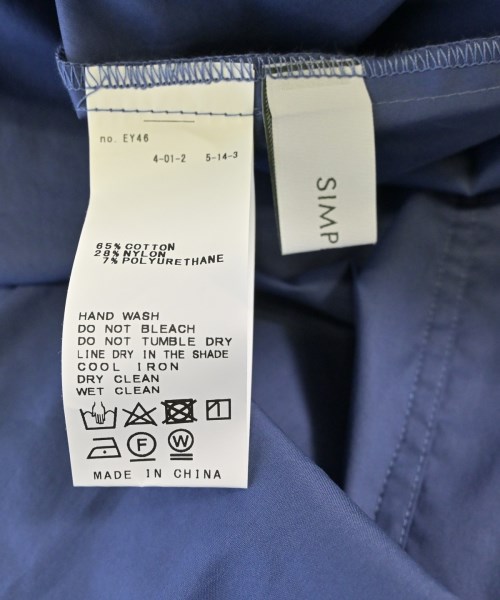 no. EY46
4-01-2 5-14-3
65% COTTON
28% NYLON
7% POLYURETHANE
HAND WASH
DO NOT BLEACH
DO NOT TUMBLE DRY
LINE DRY IN THE SHADE
COOL IRON
DRY CLEAN
WET CLEAN
F W
MADE IN CHINA
SIMP